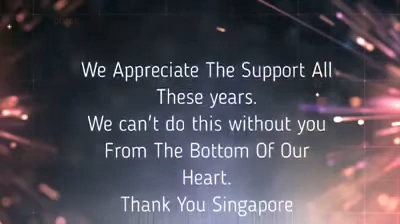 We Appreciate The Support All
These years.
We can't do this without you
From The Bottom Of Our
Heart.
Thank You Singapore